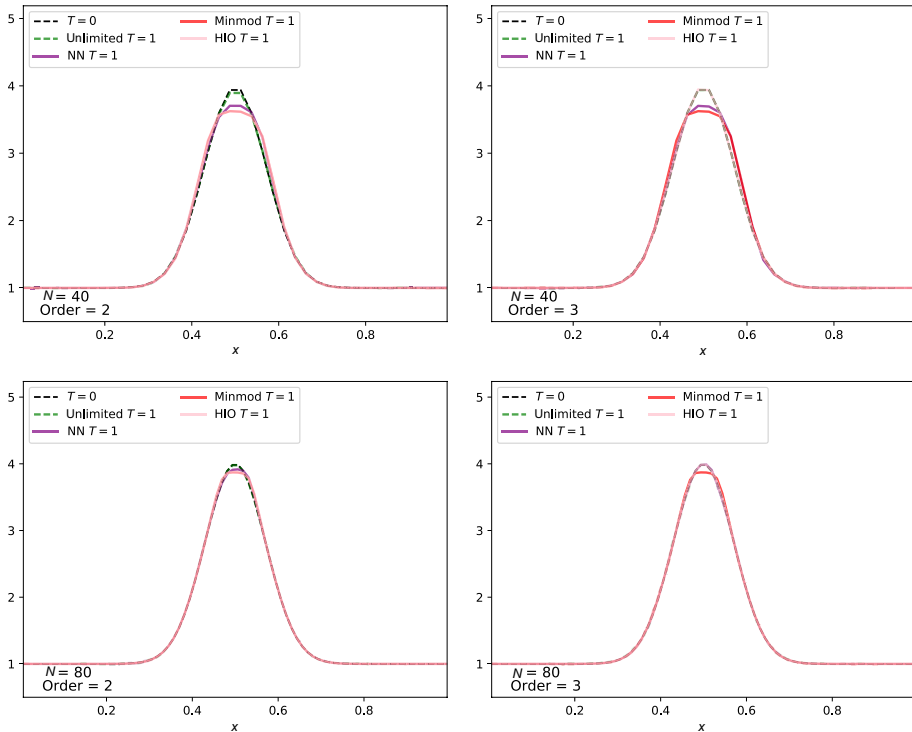 T = 0
Unlimited T = 1
NN T = 1
Minmod T = 1
HIO T = 1
5
4
3
2
1
N = 40
Order = 2
0.2 0.4 0.6 0.8
x
T = 0
Unlimited T = 1
NN T = 1
Minmod T = 1
HIO T = 1
5
4
3
2
1
N = 40
Order = 3
0.2 0.4 0.6 0.8
x
T = 0
Unlimited T = 1
NN T = 1
Minmod T = 1
HIO T = 1
5
4
3
2
1
N = 80
Order = 2
0.2 0.4 0.6 0.8
x
T = 0
Unlimited T = 1
NN T = 1
Minmod T = 1
HIO T = 1
5
4
3
2
1
N = 80
Order = 3
0.2 0.4 0.6 0.8
x